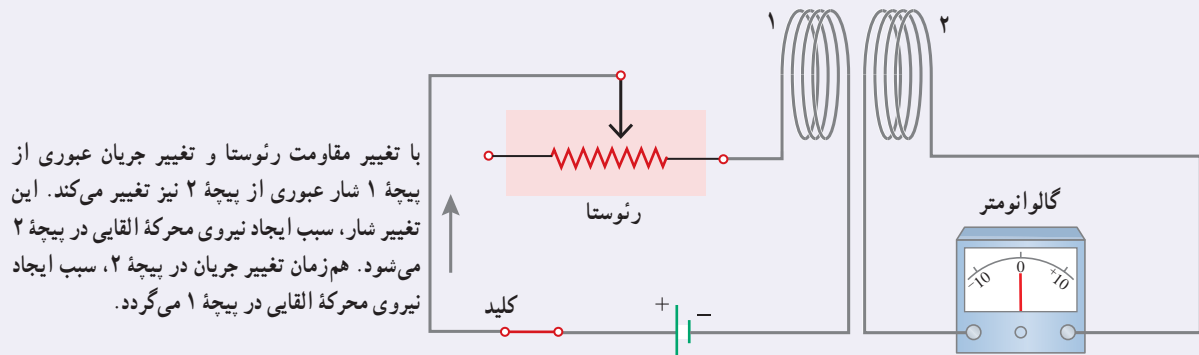 با تغییر مقاومت رئوستا و تغییر جریان عبوری از
پیچهٔ ۱ شار عبوری از پیچهٔ ۲ نیز تغییر می‌کند. این
تغییر شار، سبب ایجاد نیروی محرکهٔ القایی در پیچهٔ ۲
می‌شود. هم‌زمان تغییر جریان در پیچهٔ ۲، سبب ایجاد
نیروی محرکهٔ القایی در پیچهٔ ۱ می‌گردد.
۱
۲
رئوستا
گالوانومتر
-10 0 +10
کلید
+ −